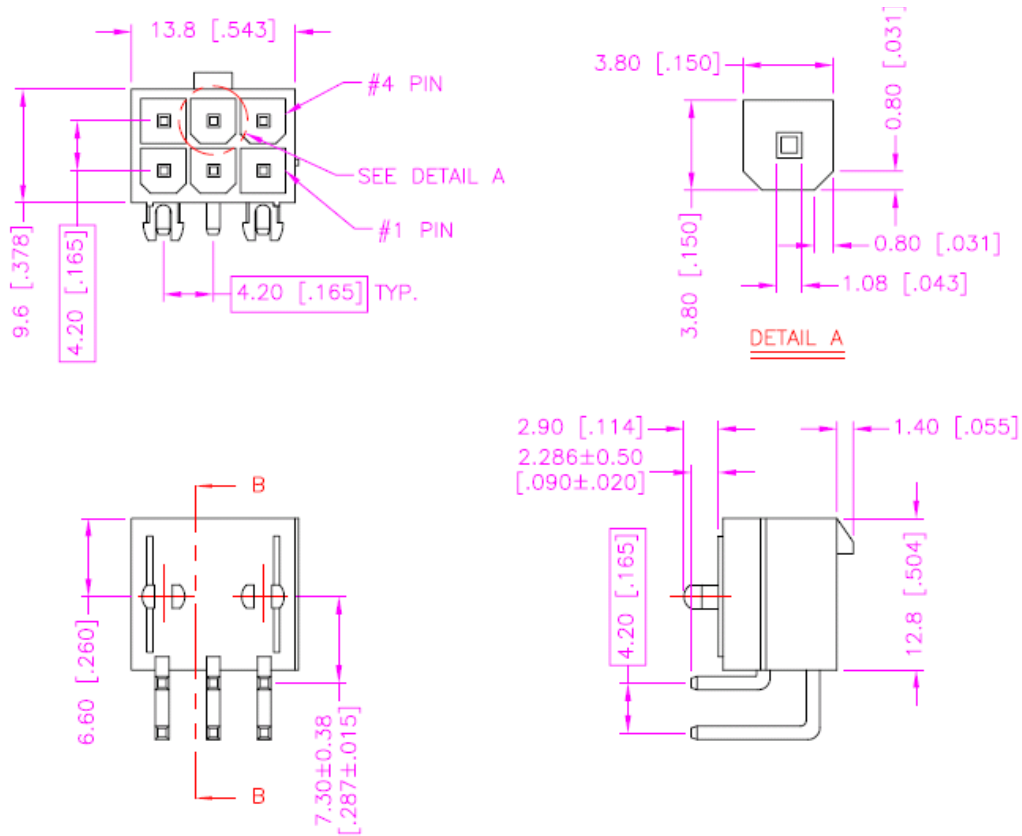 13.8 [.543]
#4 PIN
SEE DETAIL A
#1 PIN
9.6 [.378]
4.20 [.165]
4.20 [.165] TYP.
3.80 [.150]
0.80 [.031]
3.80 [.150]
0.80 [.031]
1.08 [.043]
DETAIL A
B
6.60 [.260]
7.30±0.38
[.287±.015]
B
2.90 [.114]
1.40 [.055]
2.286±0.50
[.090±.020]
4.20 [.165]
12.8 [.504]